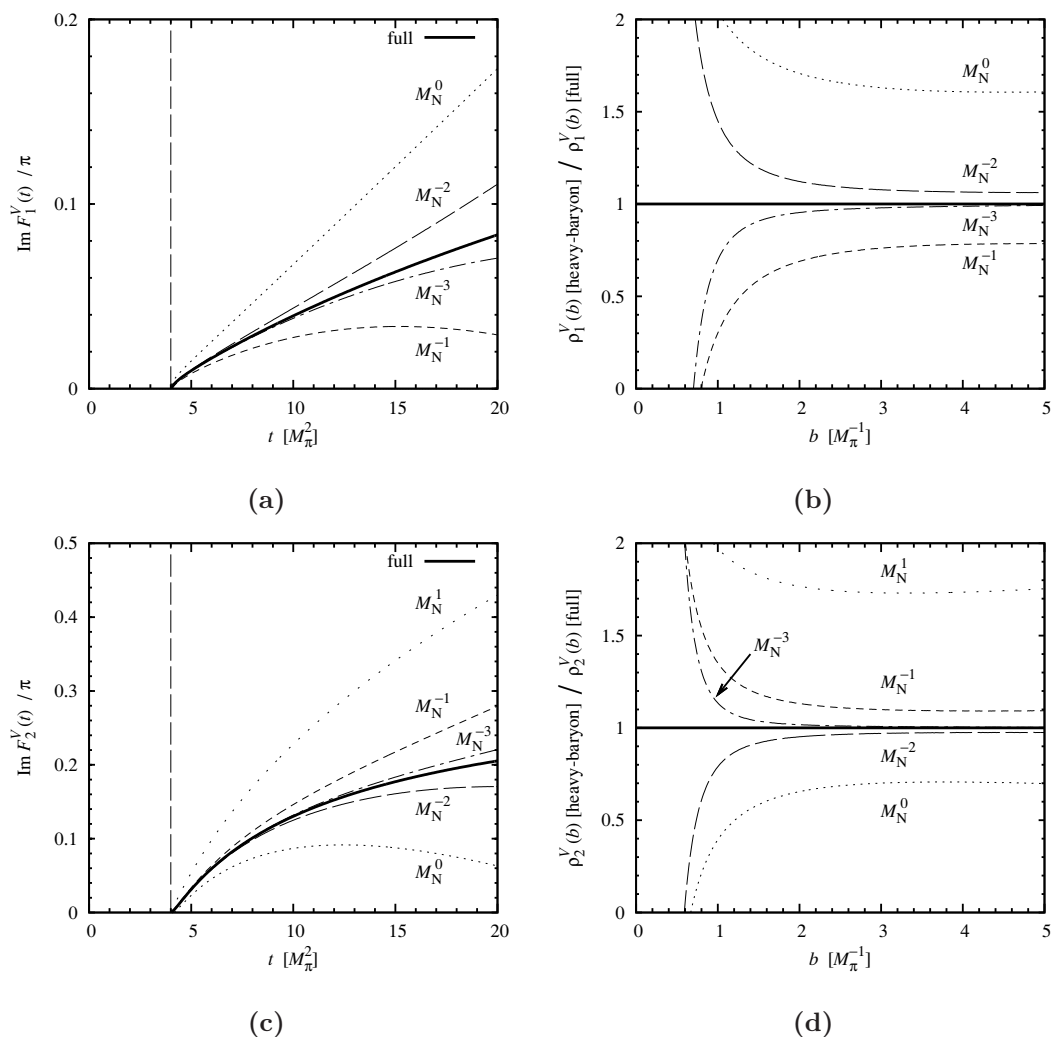 0.2
full
M_N^0
M_N^{-2}
0.1
M_N^{-3}
M_N^{-1}
0
0 5 10 15 20
t [M_π^2]
Im F_1^V(t) / π
(a)
2
M_N^0
1.5
M_N^{-2}
1
M_N^{-3}
M_N^{-1}
0.5
0
0 1 2 3 4 5
b [M_π^{-1}]
ρ_1^V(b) [heavy-baryon] / ρ_1^V(b) [full]
(b)
0.5
full
M_N^1
0.4
0.3
M_N^{-1}
M_N^{-3}
0.2
M_N^{-2}
0.1
M_N^0
0
0 5 10 15 20
t [M_π^2]
Im F_2^V(t) / π
(c)
2
M_N^1
1.5
M_N^{-3}
M_N^{-1}
1
M_N^{-2}
M_N^0
0.5
0
0 1 2 3 4 5
b [M_π^{-1}]
ρ_2^V(b) [heavy-baryon] / ρ_2^V(b) [full]
(d)